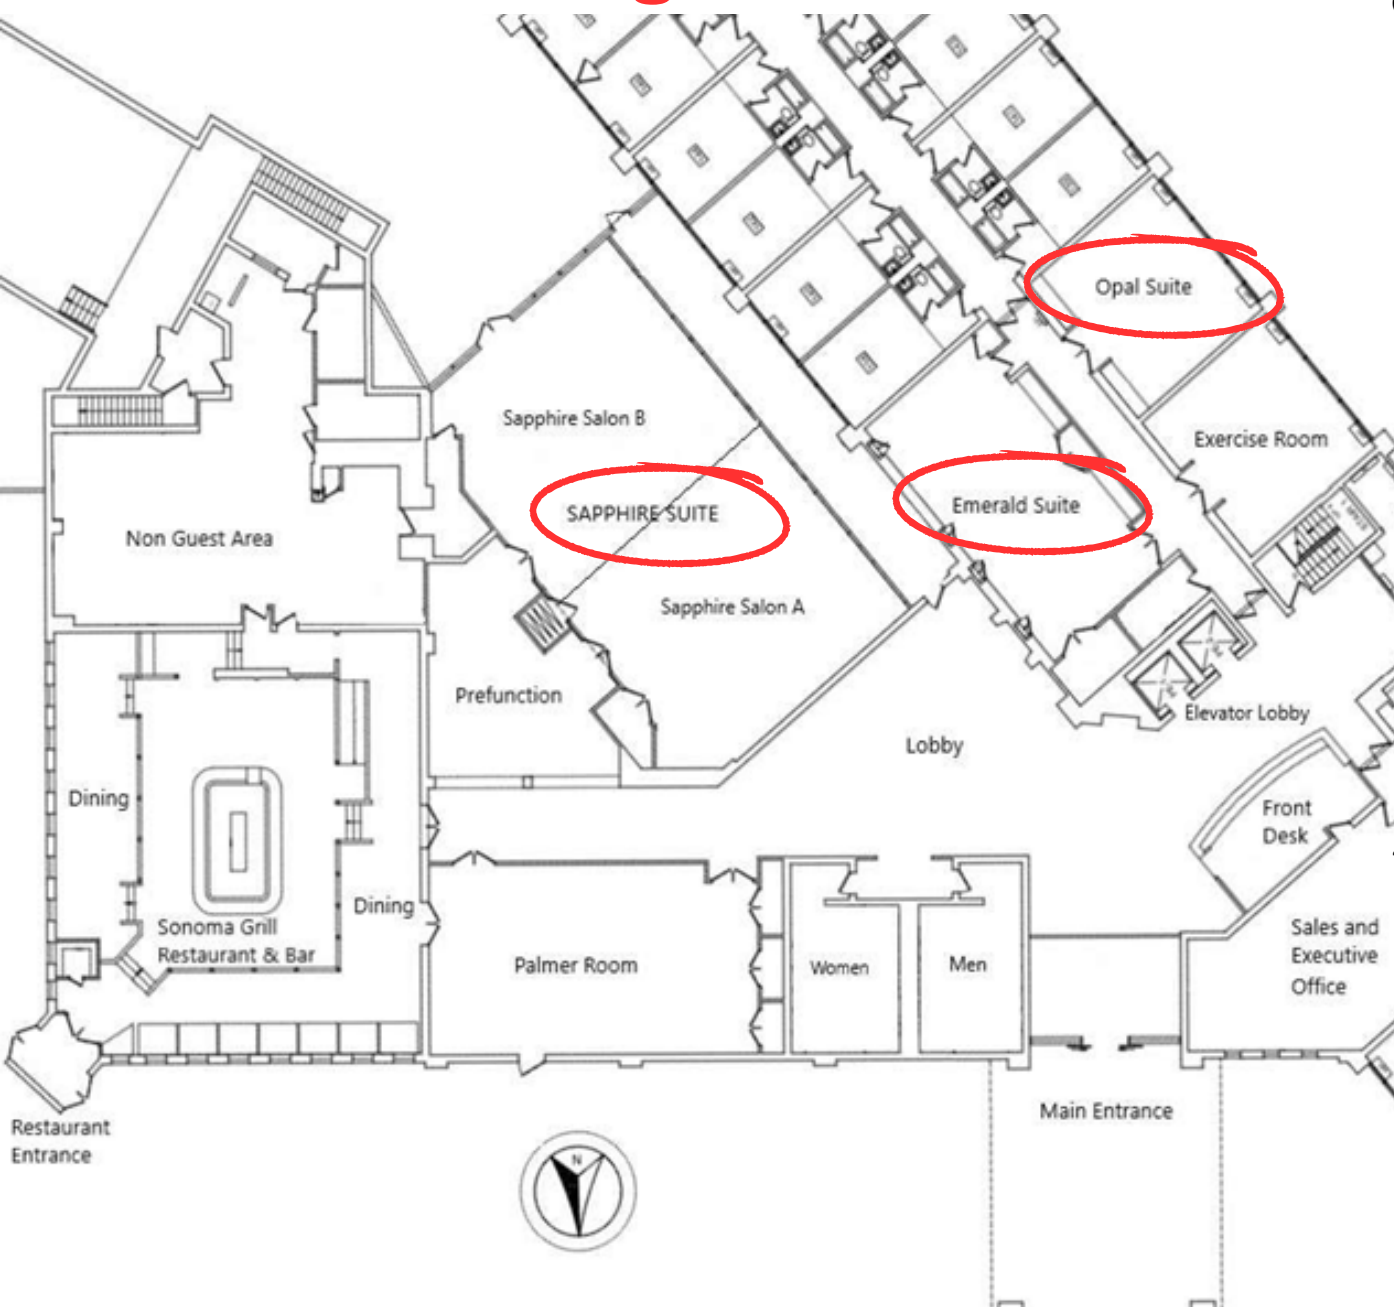 Opal Suite
Sapphire Salon B
Exercise Room
SAPPHIRE SUITE
Emerald Suite
Non Guest Area
Sapphire Salon A
Prefunction
Elevator Lobby
Lobby
Dining
Front
Desk
Dining
Sonoma Grill
Restaurant & Bar
Palmer Room
Women
Men
Sales and
Executive
Office
Main Entrance
Restaurant
Entrance
N